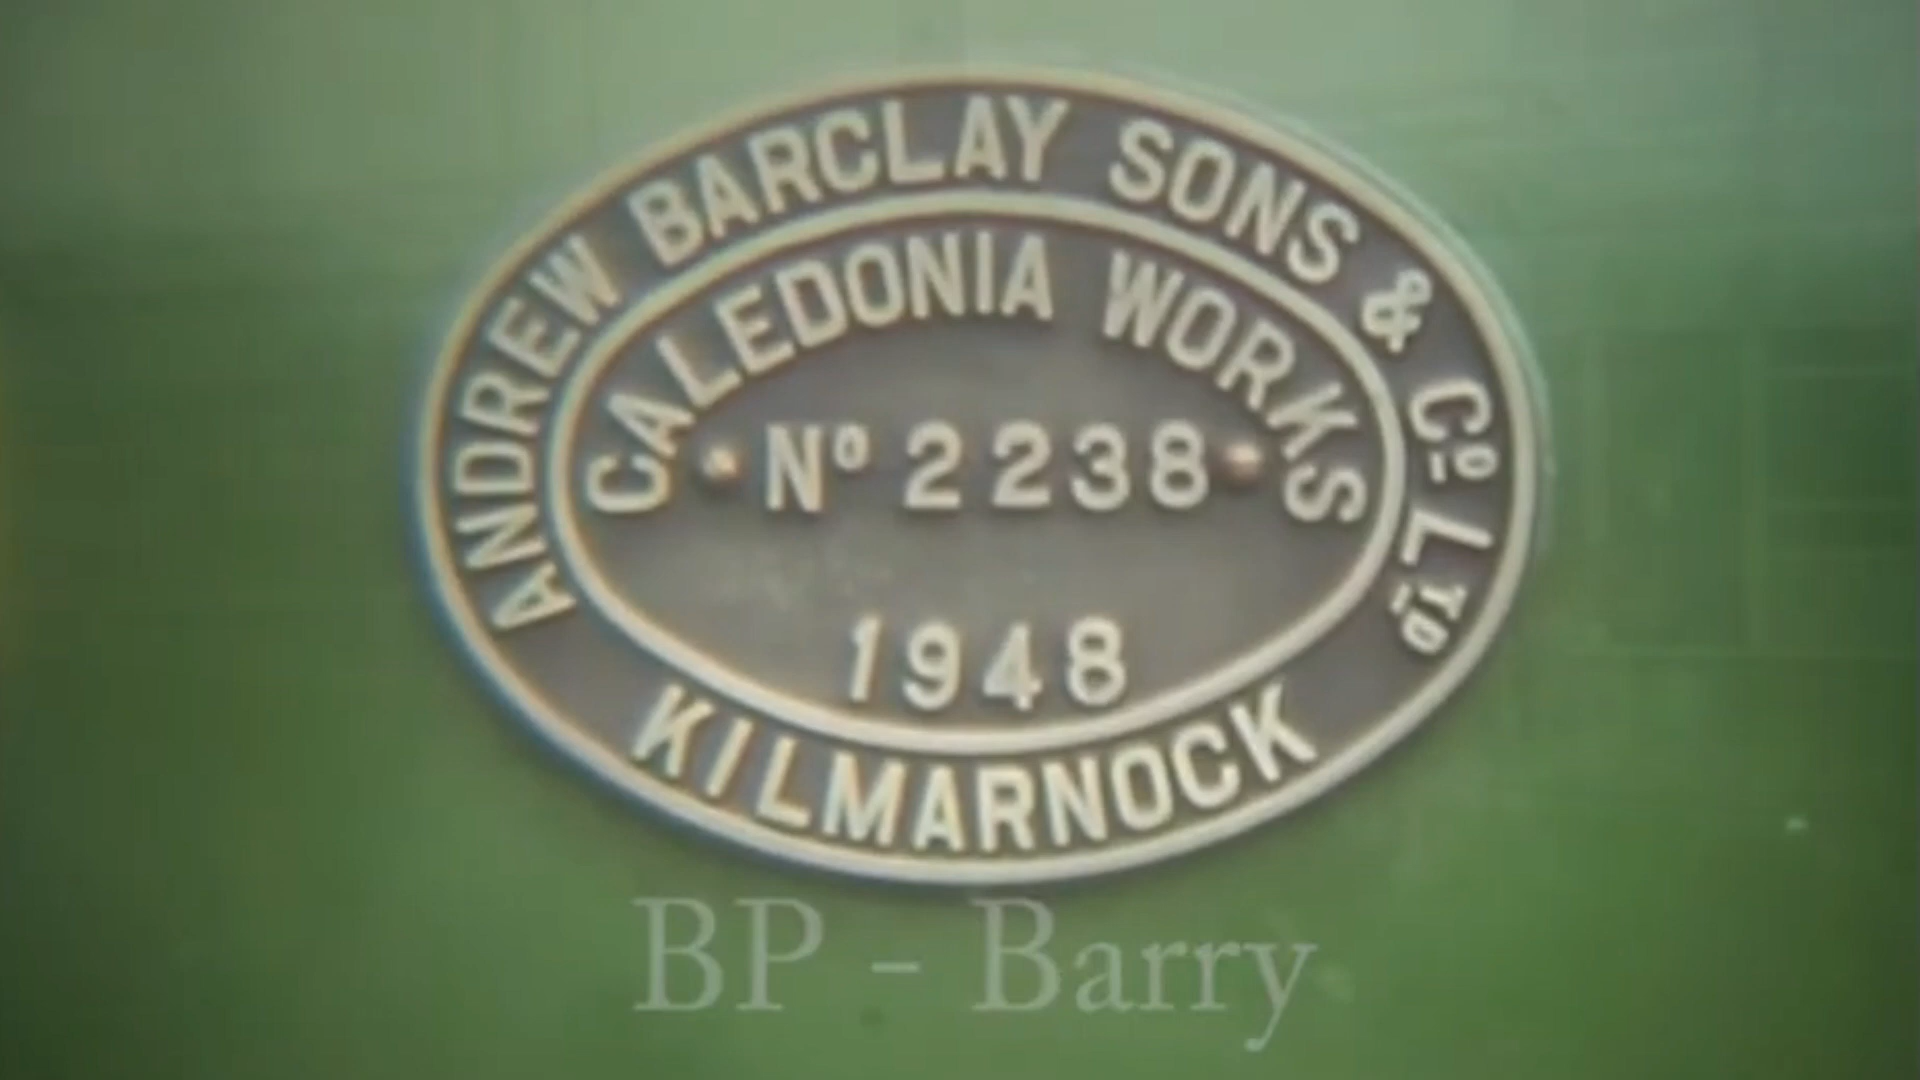 ANDREW BARCLAY SONS & Cº LTD
CALEDONIA WORKS
Nº 2238
1948
KILMARNOCK
BP - Barry